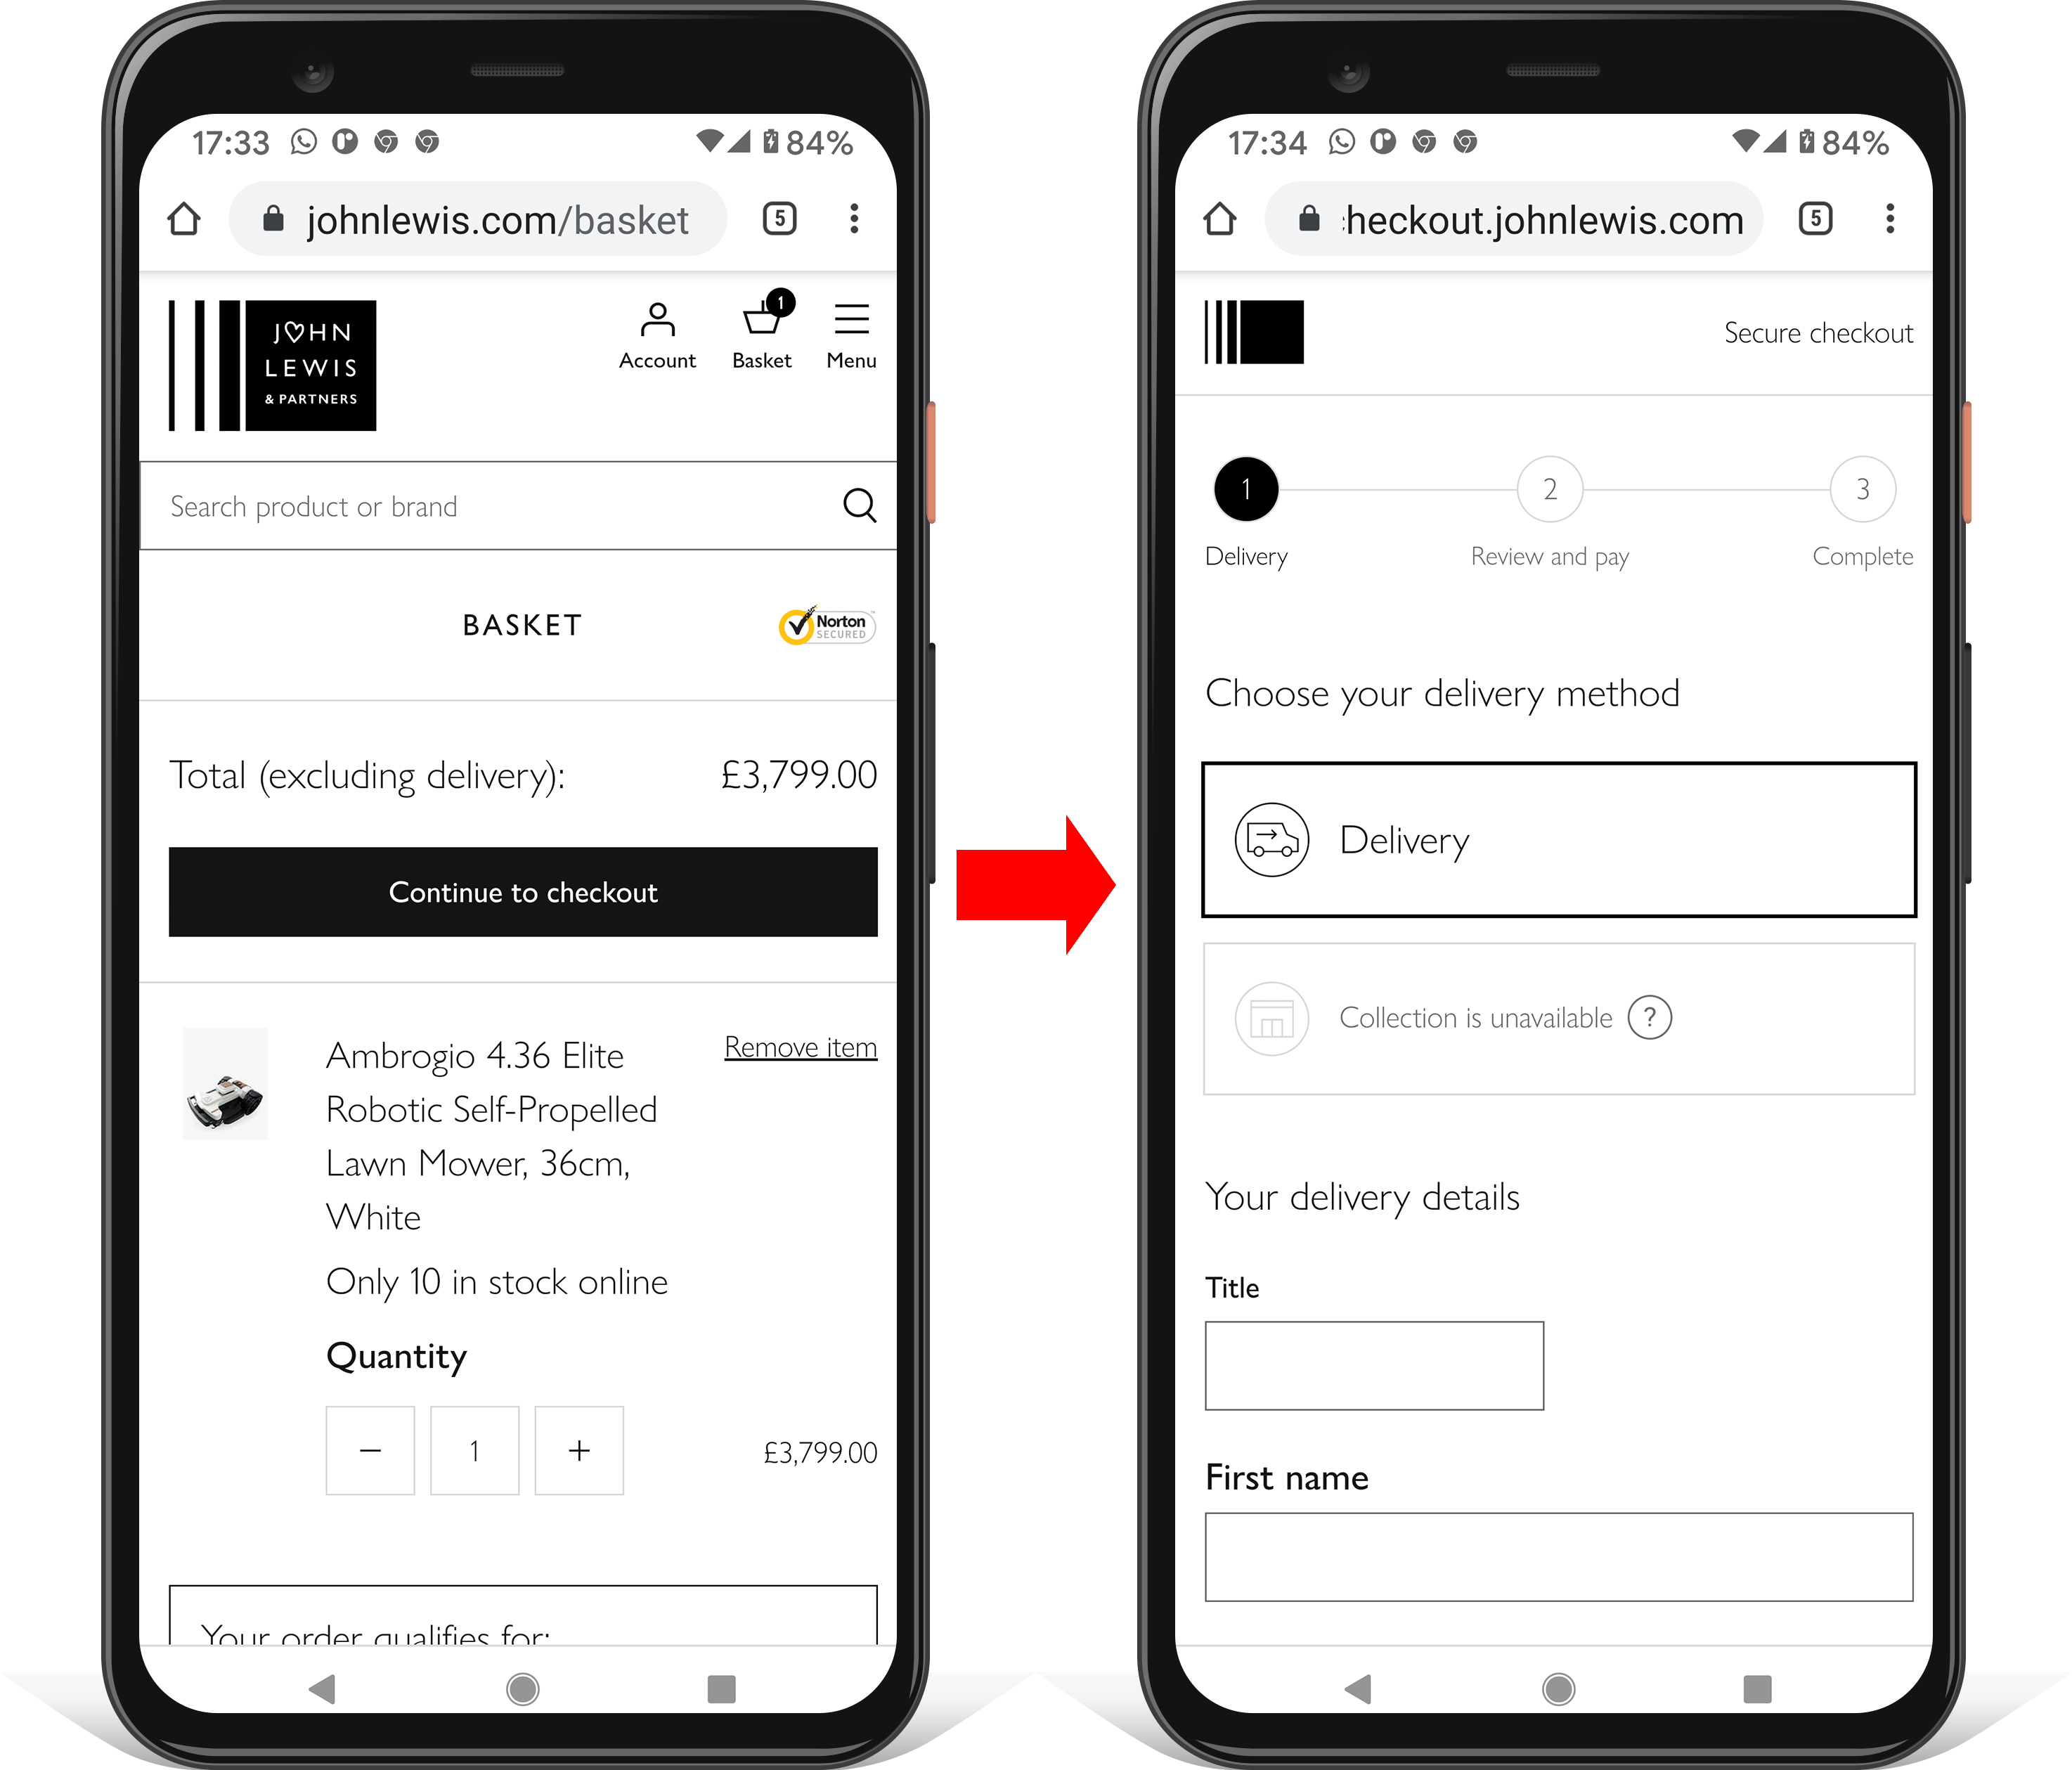 17:33
84%
johnlewis.com/basket
5
JOHN
LEWIS
& PARTNERS
Account
1
Basket
Menu
Search product or brand
BASKET
Norton
SECURED
Total (excluding delivery):
£3,799.00
Continue to checkout
Ambrogio 4.36 Elite
Robotic Self-Propelled
Lawn Mower, 36cm,
White
Remove item
Only 10 in stock online
Quantity
− 1 +
£3,799.00
Your order qualifies for:
17:34
84%
heckout.johnlewis.com
5
Secure checkout
1
2
3
Delivery
Review and pay
Complete
Choose your delivery method
Delivery
Collection is unavailable ?
Your delivery details
Title
First name